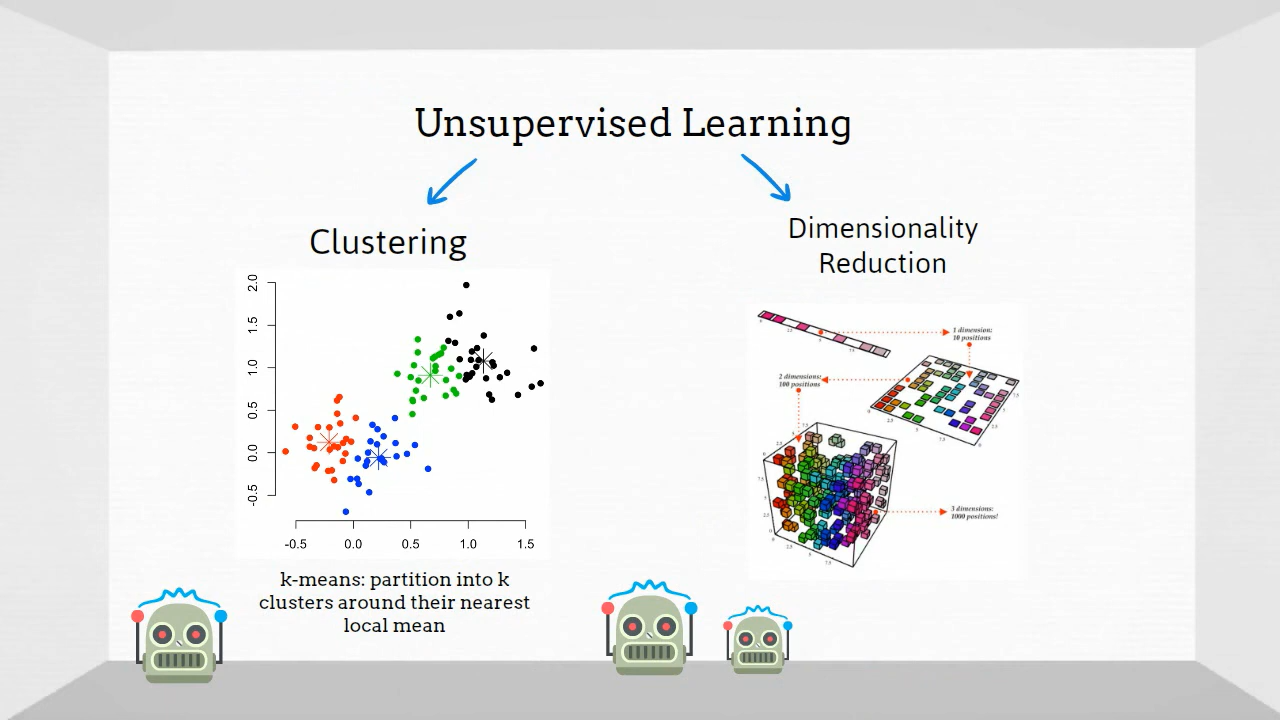 Unsupervised Learning
Clustering
Dimensionality
Reduction
2.0
1.5
1.0
0.5
0.0
-0.5
-0.5 0.0 0.5 1.0 1.5
k-means: partition into k
clusters around their nearest
local mean
1 dimension:
10 positions
2 dimensions:
100 positions
3 dimensions:
1000 positions!